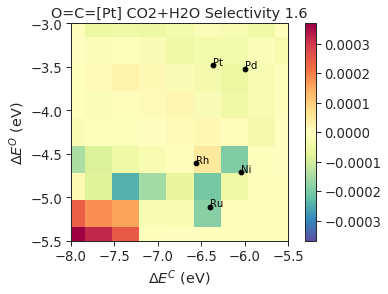 O=C=[Pt] CO2+H2O Selectivity 1.6
−3.0
−3.5
−4.0
−4.5
−5.0
−5.5
ΔE^O (eV)
Pt
Pd
Rh
Ni
Ru
−8.0 −7.5 −7.0 −6.5 −6.0 −5.5
ΔE^C (eV)
0.0003
0.0002
0.0001
0.0000
−0.0001
−0.0002
−0.0003